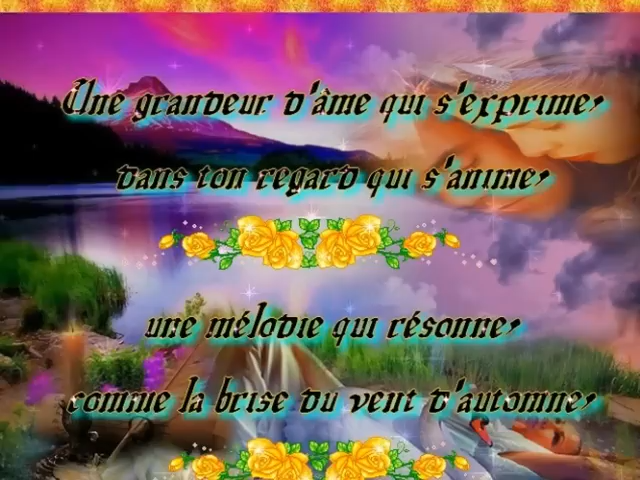 Une grandeur d'âme qui s'exprime,
dans ton regard qui s'anime,
une mélodie qui résonne,
comme la brise du vent d'automne,